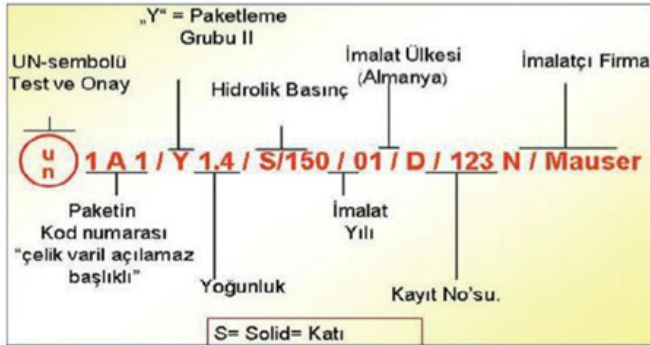 „Y“ = Paketleme
Grubu II
UN-sembolü
Test ve Onay
Hidrolik Basınç
İmalat Ülkesi
(Almanya)
İmalatçı Firma
un 1 A 1 / Y 1.4 / S/150 / 01 / D / 123 N / Mauser
Paketin
Kod numarası
“çelik varil açılamaz
başlıklı”
Yoğunluk
İmalat
Yılı
Kayıt No'su.
S= Solid= Katı